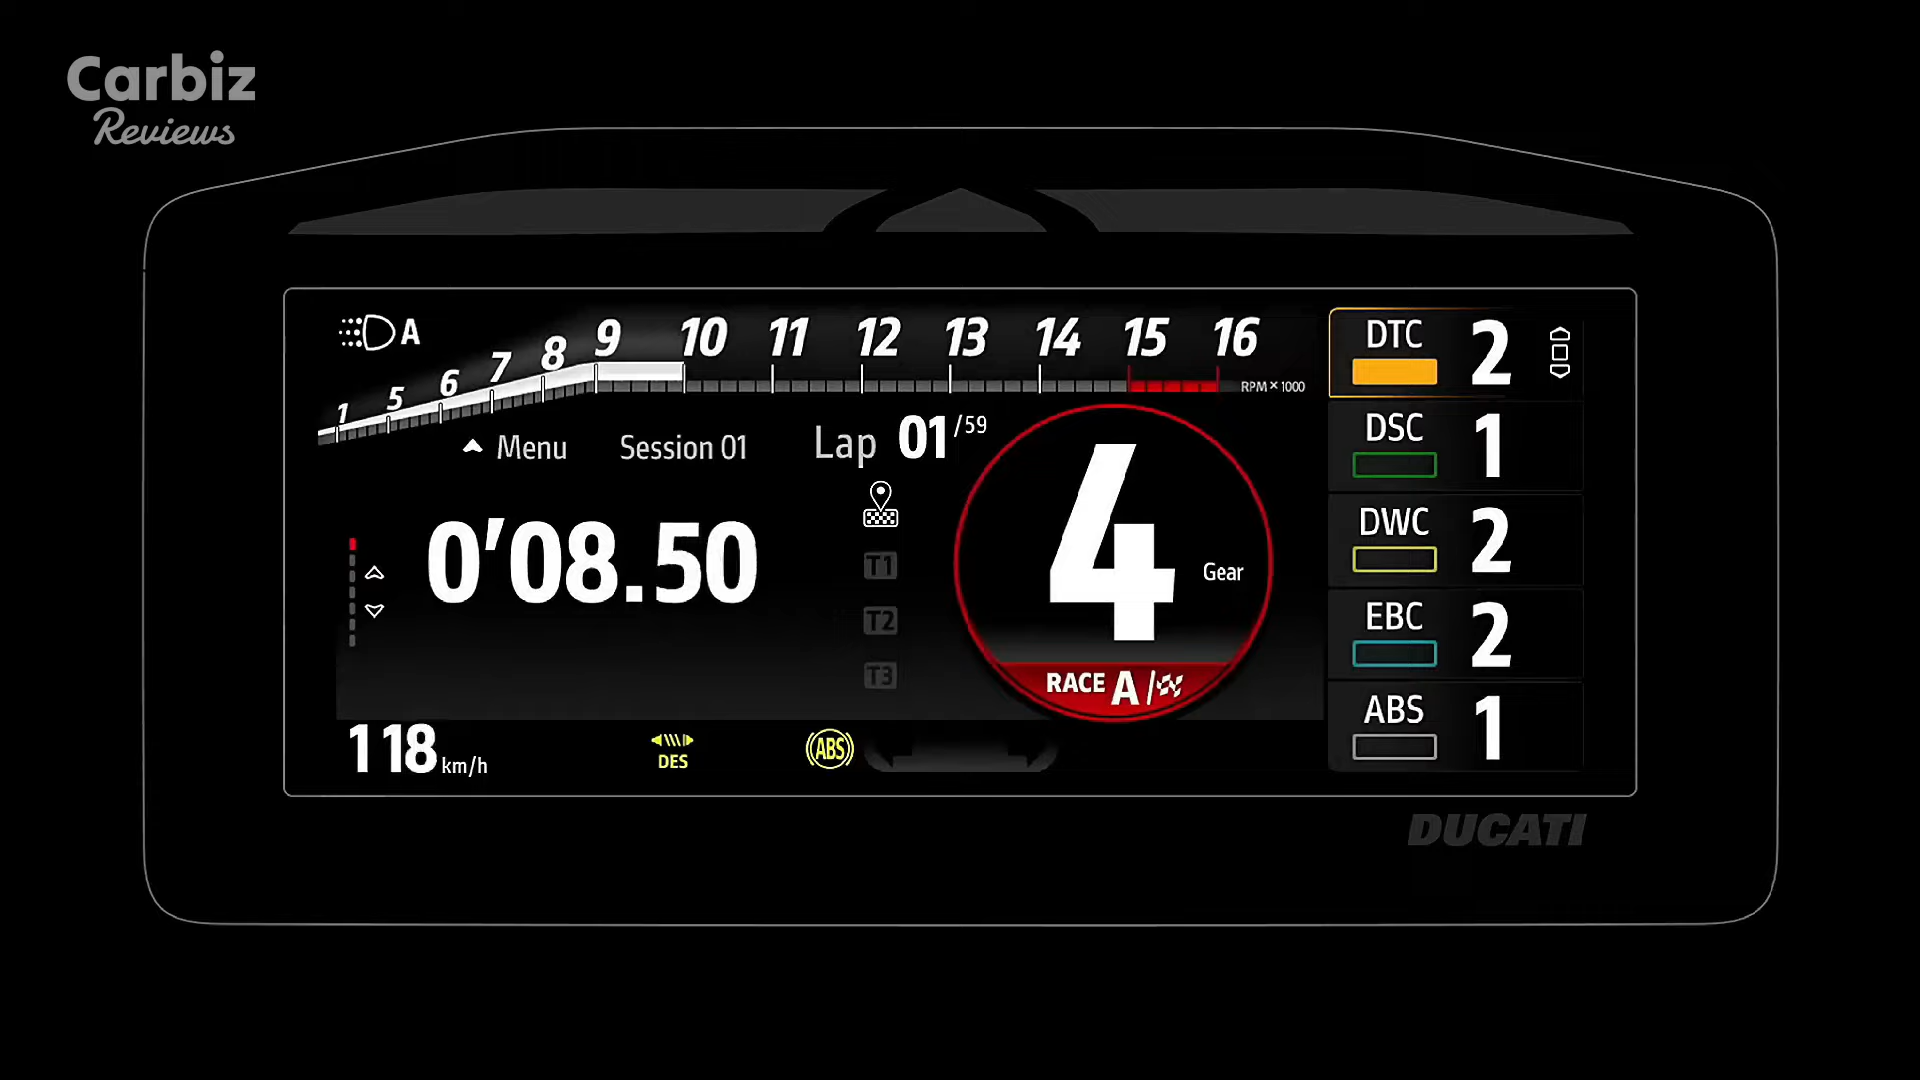 Carbiz
Reviews
A
1 5 6 7 8 9 10 11 12 13 14 15 16
RPM×1000
Menu Session 01 Lap 01/59
0'08.50
T1
T2
T3
4 Gear
RACE A/
118 km/h
DES
ABS
DTC 2
DSC 1
DWC 2
EBC 2
ABS 1
DUCATI